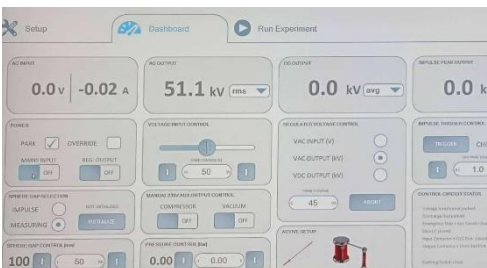 Setup
Dashboard
Run Experiment
AC INPUT
0.0 V
-0.02 A
AC OUTPUT
51.1 kV rms
DC OUTPUT
0.0 kV avg
IMPULSE PEAK OUTPUT
0.0 k
POWER
PARK
OVERRIDE
MAINS INPUT
REG. OUTPUT
OFF
OFF
VOLTAGE INPUT CONTROL
50
REGULATED VOLTAGE CONTROL
VAC INPUT (V)
VAC OUTPUT (kV)
VDC OUTPUT (kV)
45
ABORT
IMPULSE TRIGGER CONTROL
TRIGGER
1.0
SPHERE GAP SELECTION
IMPULSE
MEASURING
NOT INITIALIZED
INITIALIZE
MANUAL
OUTPUT CONTROL
COMPRESSOR
VACUUM
OFF
OFF
CONTROL CIRCUIT STATUS
SPHERE GAP CONTROL [mm]
100
50
PRESSURE CONTROL [Bar]
0.00
0.00
ACTIVE SETUP